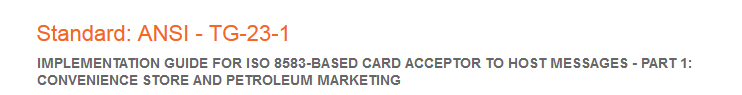 Standard: ANSI - TG-23-1
IMPLEMENTATION GUIDE FOR ISO 8583-BASED CARD ACCEPTOR TO HOST MESSAGES - PART 1:
CONVENIENCE STORE AND PETROLEUM MARKETING